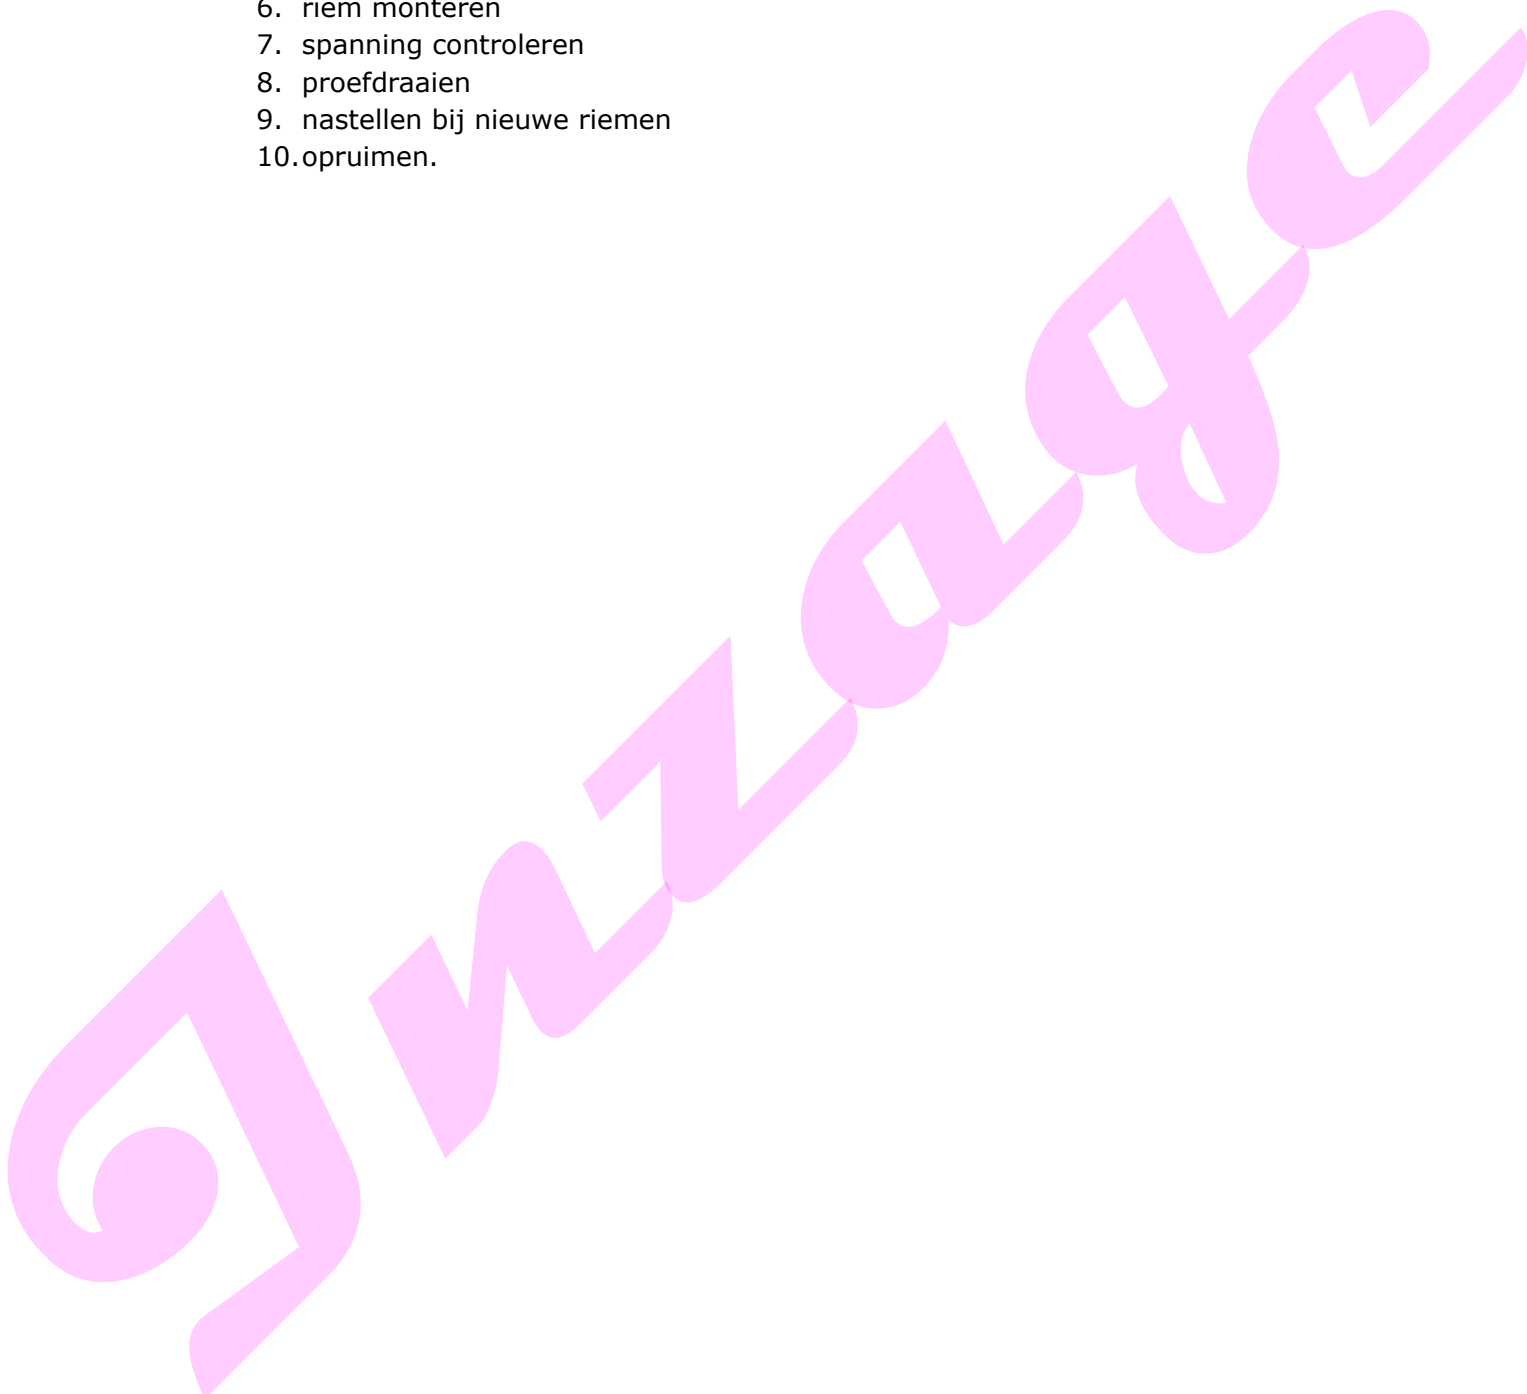 6. riem monteren
7. spanning controleren
8. proefdraaien
9. nastellen bij nieuwe riemen
10.opruimen.
Inzage